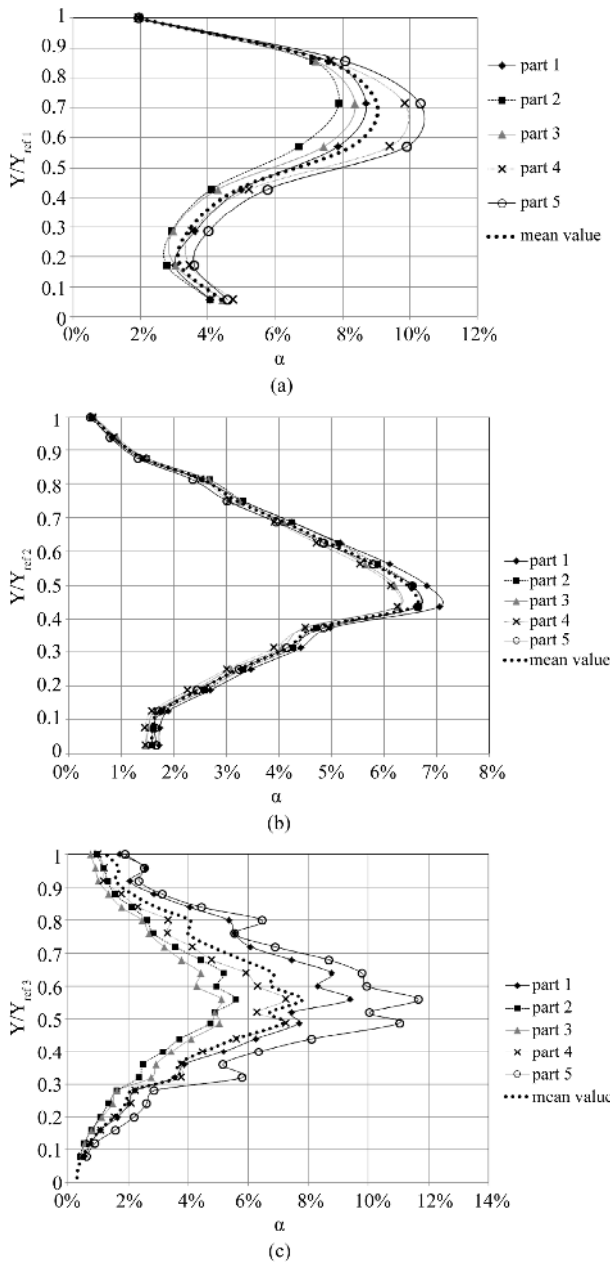 1
0.9
0.8
0.7
0.6
0.5
0.4
0.3
0.2
0.1
0
Y/Y ref 1
0% 2% 4% 6% 8% 10% 12%
α
part 1
part 2
part 3
part 4
part 5
mean value
(a)
1
0.9
0.8
0.7
0.6
0.5
0.4
0.3
0.2
0.1
0
Y/Y ref 2
0% 1% 2% 3% 4% 5% 6% 7% 8%
α
part 1
part 2
part 3
part 4
part 5
mean value
(b)
1
0.9
0.8
0.7
0.6
0.5
0.4
0.3
0.2
0.1
0
Y/Y ref 3
0% 2% 4% 6% 8% 10% 12% 14%
α
part 1
part 2
part 3
part 4
part 5
mean value
(c)